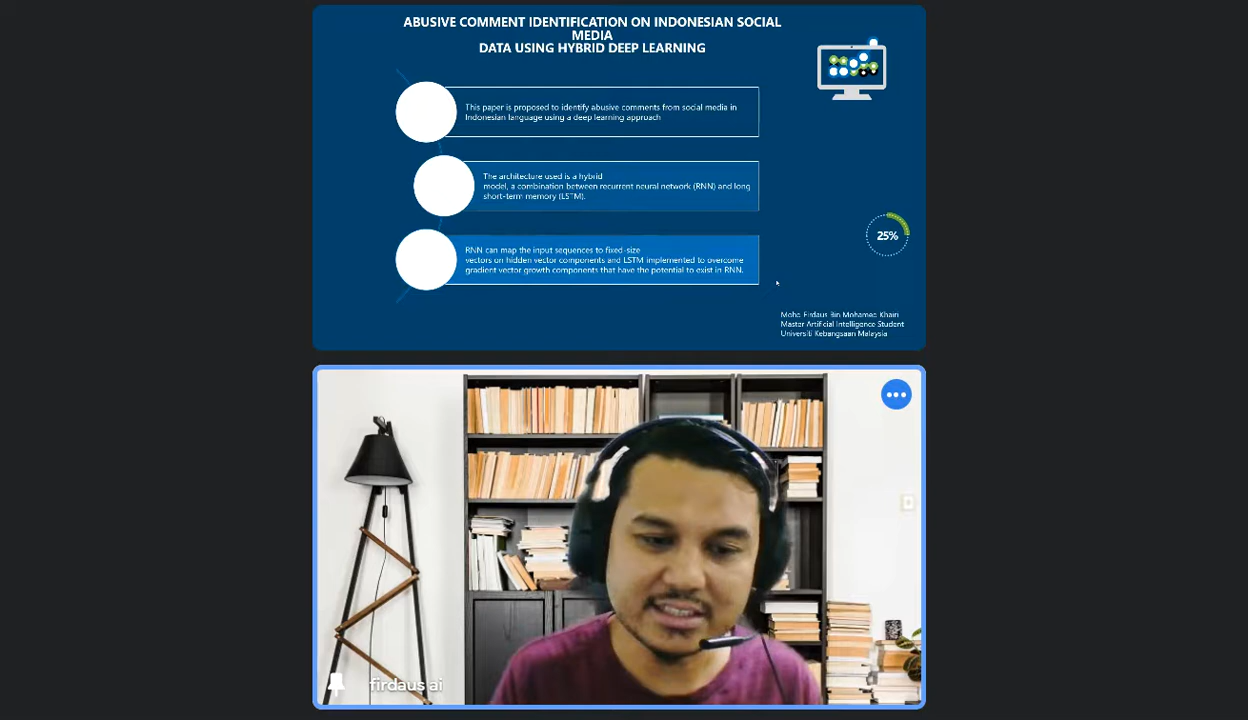 ABUSIVE COMMENT IDENTIFICATION ON INDONESIAN SOCIAL
MEDIA
DATA USING HYBRID DEEP LEARNING
This paper is proposed to identify abusive comments from social media in
Indonesian language using a deep learning approach
The architecture used is a hybrid
model, a combination between recurrent neural network (RNN) and long
short-term memory (LSTM).
RNN can map the input sequences to fixed-size
vectors on hidden vector components and LSTM implemented to overcome
gradient vector growth components that have the potential to exist in RNN.
25%
Mohd Firdaus Bin Mohamed Khairi
Master Artificial Intelligence Student
Universiti Kebangsaan Malaysia
firdaus ai